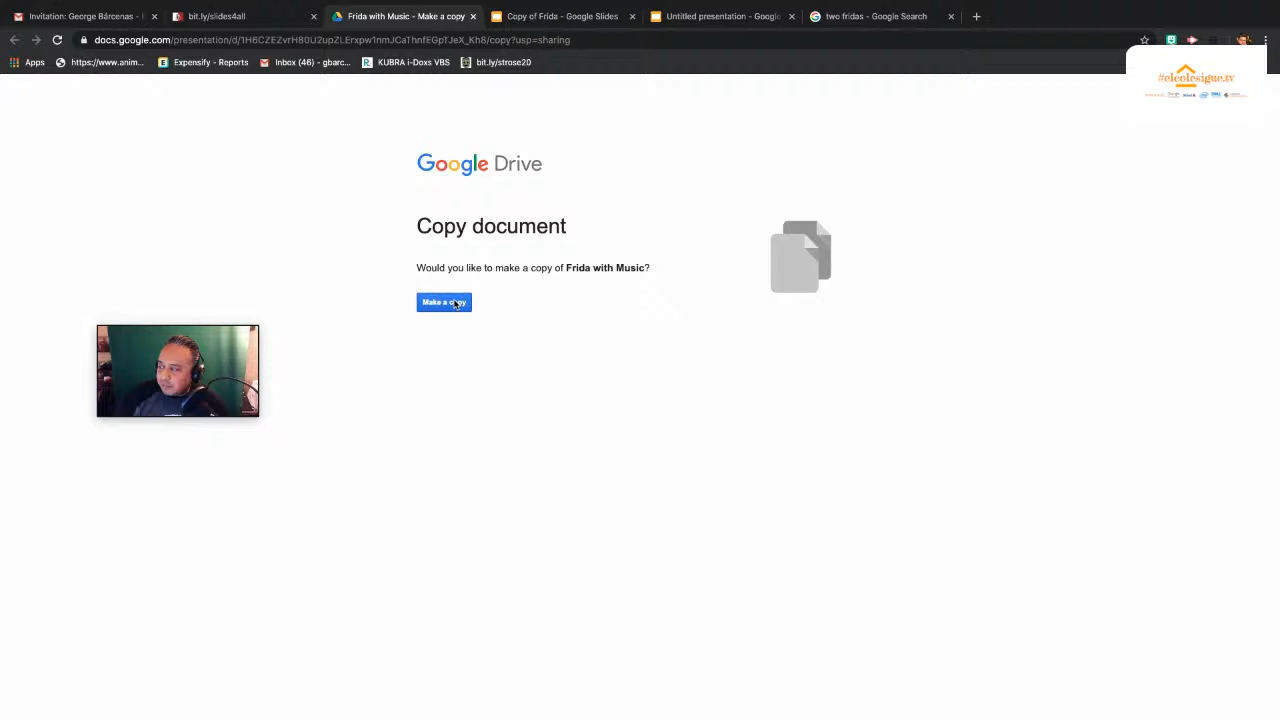 Invitation: George Bárcenas -
bit.ly/slides4all
Frida with Music - Make a copy
Copy of Frida - Google Slides
Untitled presentation - Google
two fridas - Google Search
docs.google.com/presentation/d/1H6CZEZvrH80U2upZLErxpw1nmJCaThnfEGpTJeX_Kh8/copy?usp=sharing
Apps
https://www.anim...
Expensify - Reports
Inbox (46) - gbarc...
KUBRA i-Doxs VBS
bit.ly/strose20
#elcolesigue.tv
Google Drive
Copy document
Would you like to make a copy of Frida with Music?
Make a copy